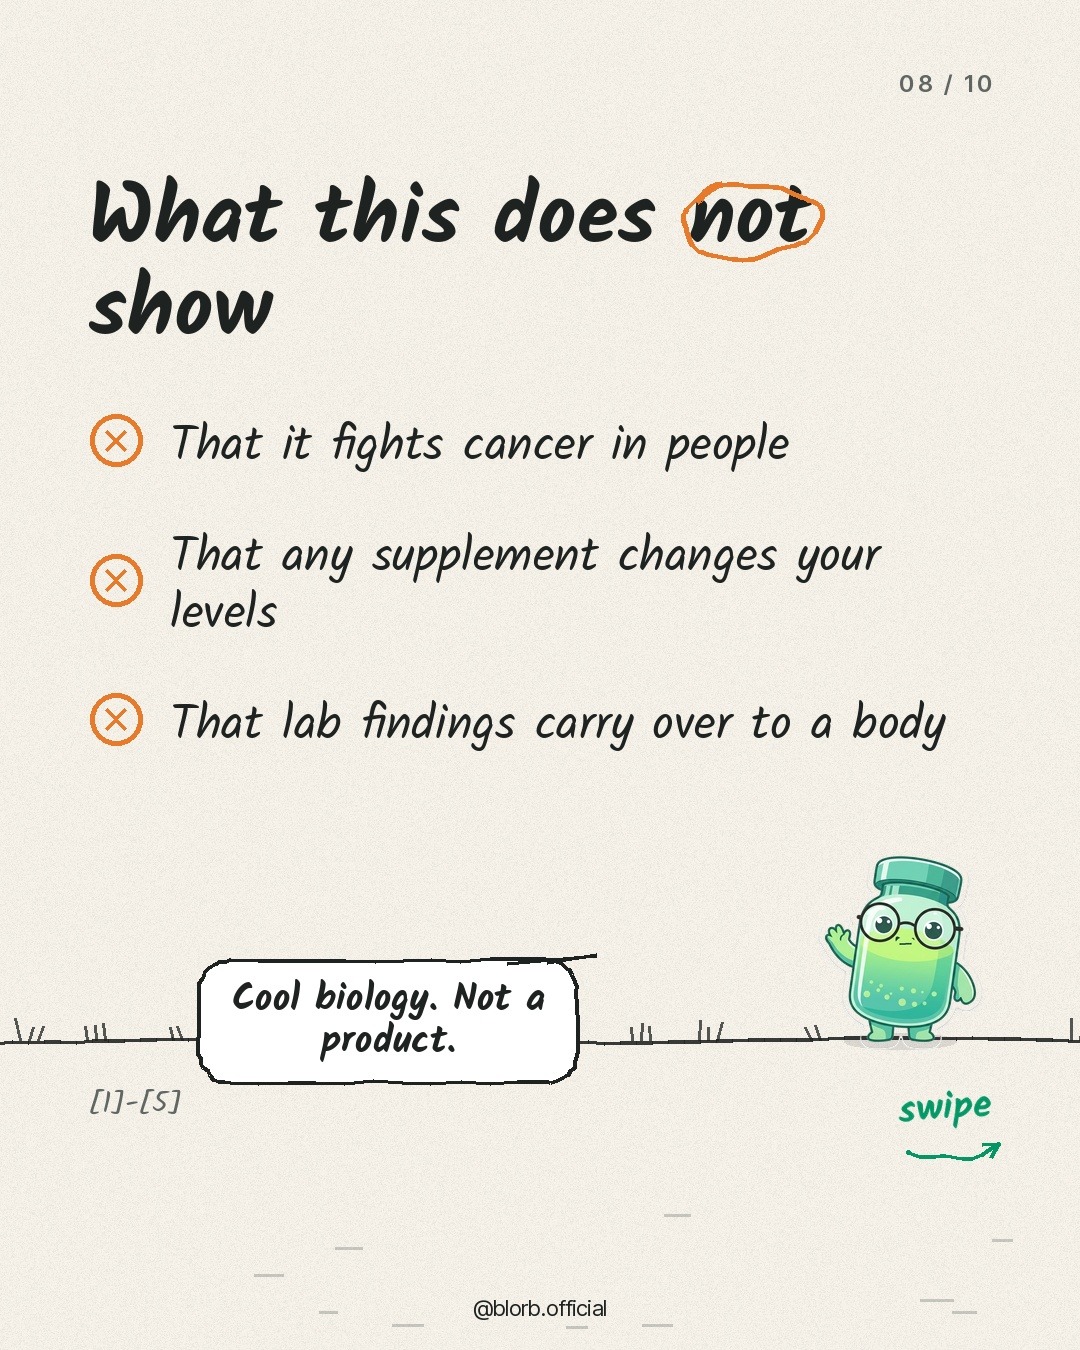 08 / 10
What this does not
show
That it fights cancer in people
That any supplement changes your
levels
That lab findings carry over to a body
Cool biology. Not a
product.
[1]-[5]
swipe
@blorb.official